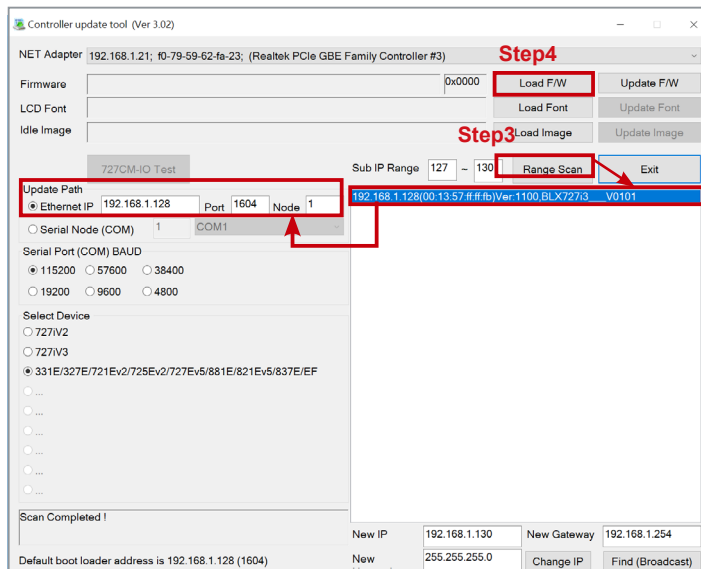 Controller update tool (Ver 3.02)
NET Adapter 192.168.1.21; f0-79-59-62-fa-23; (Realtek PCIe GBE Family Controller #3)
Step4
Firmware 0x0000 Load F/W Update F/W
LCD Font Load Font Update Font
Idle Image Load Image Update Image
Step3
727CM-IO Test Sub IP Range 127 ~ 130 Range Scan Exit
Update Path
Ethernet IP 192.168.1.128 Port 1604 Node 1
192.168.1.128(00:13:57:ff:ff:fb)Ver:1100,BLX727i3___V0101
Serial Node (COM) 1 COM1
Serial Port (COM) BAUD
115200 57600 38400
19200 9600 4800
Select Device
727iV2
727iV3
331E/327E/721Ev2/725Ev2/727Ev5/881E/821Ev5/837E/EF
...
...
...
...
...
...
Scan Completed !
New IP 192.168.1.130 New Gateway 192.168.1.254
Default boot loader address is 192.168.1.128 (1604)
New 255.255.255.0 Change IP Find (Broadcast)